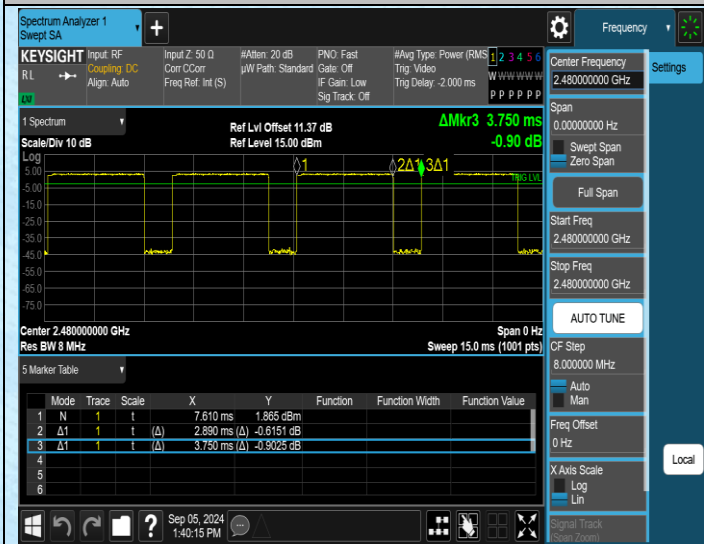 Spectrum Analyzer 1
Swept SA
+
Frequency
KEYSIGHT
RL
LXI
Input: RF
Coupling: DC
Align: Auto
Input Z: 50 Ω
Corr CCorr
Freq Ref: Int (S)
#Atten: 20 dB
µW Path: Standard
PNO: Fast
Gate: Off
IF Gain: Low
Sig Track: Off
#Avg Type: Power (RMS
Trig: Video
Trig Delay: -2.000 ms
1 2 3 4 5 6
W W W W W W
P P P P P P
1 Spectrum
Scale/Div 10 dB
Ref Lvl Offset 11.37 dB
Ref Level 15.00 dBm
ΔMkr3 3.750 ms
-0.90 dB
Log
5.00
-5.00
-15.0
-25.0
-35.0
-45.0
-55.0
-65.0
-75.0
1
2Δ1
3Δ1
TRIG LVL
Center 2.480000000 GHz
Res BW 8 MHz
Span 0 Hz
Sweep 15.0 ms (1001 pts)
5 Marker Table
Mode Trace Scale X Y Function Function Width Function Value
1 N 1 t 7.610 ms 1.865 dBm
2 Δ1 1 t (Δ) 2.890 ms (Δ) -0.6151 dB
3 Δ1 1 t (Δ) 3.750 ms (Δ) -0.9025 dB
4
5
6
?
Sep 05, 2024
1:40:15 PM
Center Frequency
2.480000000 GHz
Span
0.00000000 Hz
Swept Span
Zero Span
Full Span
Start Freq
2.480000000 GHz
Stop Freq
2.480000000 GHz
AUTO TUNE
CF Step
8.000000 MHz
Auto
Man
Freq Offset
0 Hz
X Axis Scale
Log
Lin
Signal Track
(Span Zoom)
Settings
Local